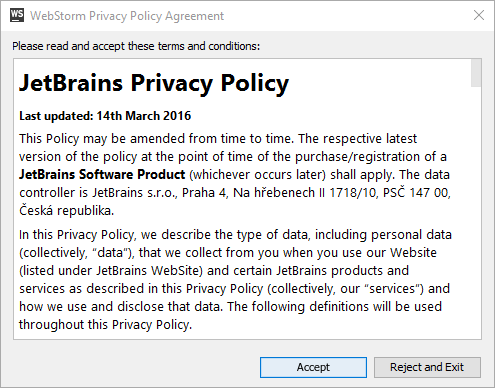 WS WebStorm Privacy Policy Agreement
Please read and accept these terms and conditions:
JetBrains Privacy Policy
Last updated: 14th March 2016
This Policy may be amended from time to time. The respective latest
version of the policy at the point of time of the purchase/registration of a
JetBrains Software Product (whichever occurs later) shall apply. The data
controller is JetBrains s.r.o., Praha 4, Na hřebenech II 1718/10, PSČ 147 00,
Česká republika.
In this Privacy Policy, we describe the type of data, including personal data
(collectively, “data”), that we collect from you when you use our Website
(listed under JetBrains WebSite) and certain JetBrains products and
services as described in this Privacy Policy (collectively, our “services”) and
how we use and disclose that data. The following definitions will be used
throughout this Privacy Policy.
Accept Reject and Exit